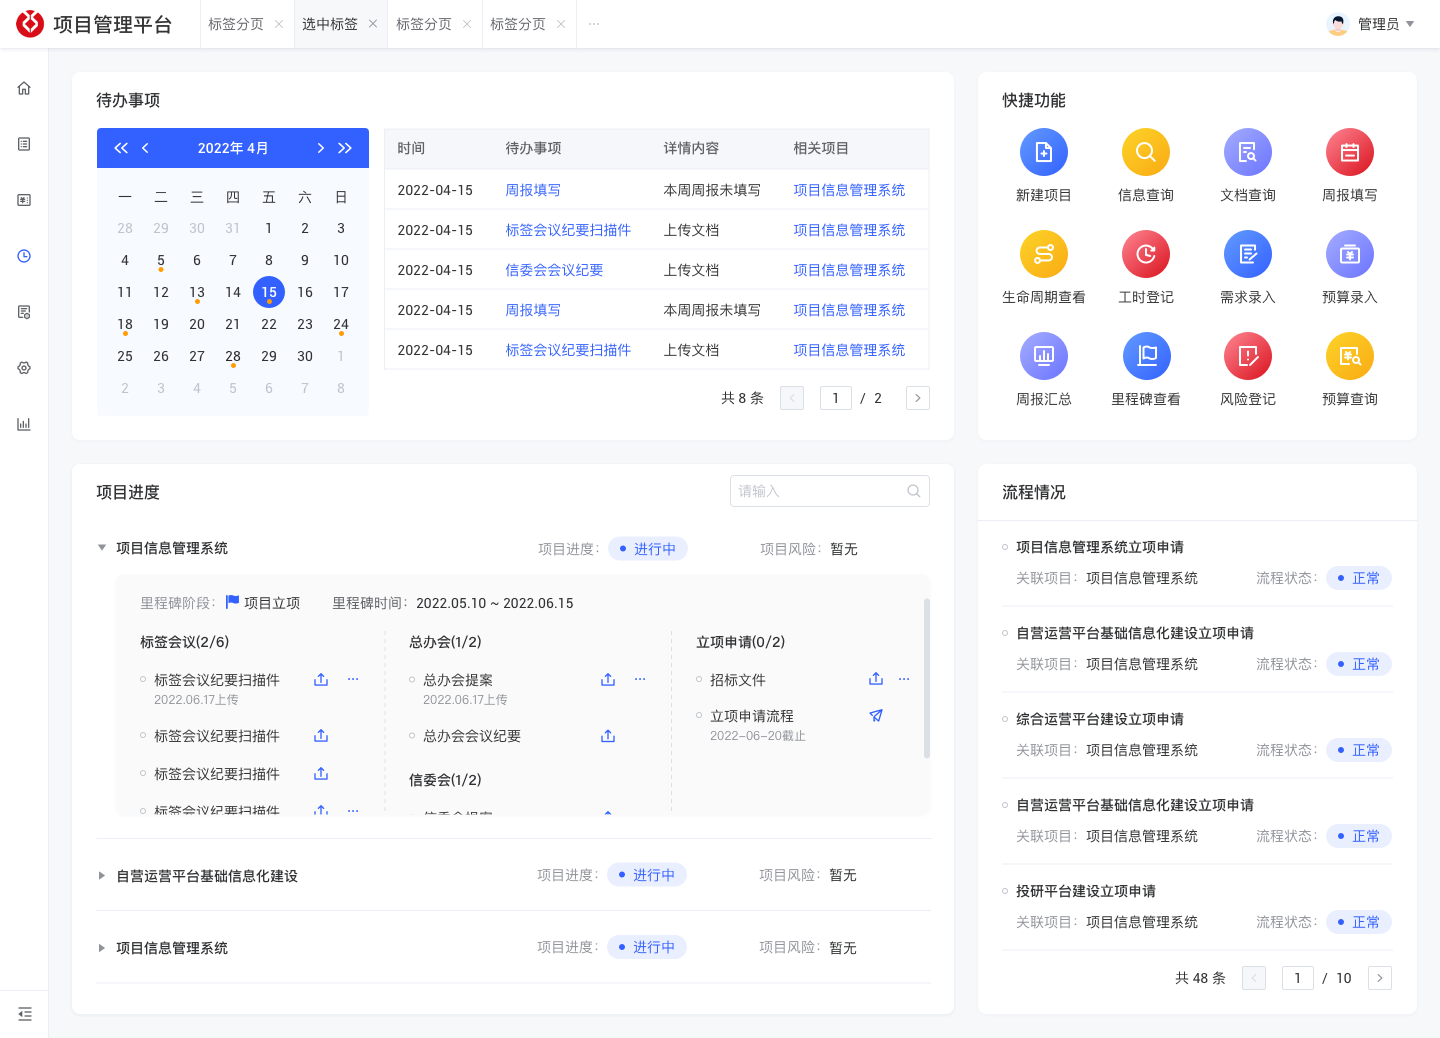 项目管理平台 标签分页 选中标签 标签分页 标签分页 ··· 管理员
待办事项
2022年 4月
一 二 三 四 五 六 日
28 29 30 31 1 2 3
4 5 6 7 8 9 10
11 12 13 14 15 16 17
18 19 20 21 22 23 24
25 26 27 28 29 30 1
2 3 4 5 6 7 8
时间 待办事项 详情内容 相关项目
2022-04-15 周报填写 本周周报未填写 项目信息管理系统
2022-04-15 标签会议纪要扫描件 上传文档 项目信息管理系统
2022-04-15 信委会会议纪要 上传文档 项目信息管理系统
2022-04-15 周报填写 本周周报未填写 项目信息管理系统
2022-04-15 标签会议纪要扫描件 上传文档 项目信息管理系统
共 8 条 1 / 2
快捷功能
新建项目 信息查询 文档查询 周报填写
生命周期查看 工时登记 需求录入 预算录入
周报汇总 里程碑查看 风险登记 预算查询
项目进度 请输入
项目信息管理系统 项目进度： 进行中 项目风险： 暂无
里程碑阶段： 项目立项 里程碑时间： 2022.05.10 ~ 2022.06.15
标签会议(2/6)
标签会议纪要扫描件 ···
2022.06.17上传
标签会议纪要扫描件
标签会议纪要扫描件
标签会议纪要扫描件 ···
总办会(1/2)
总办会提案 ···
2022.06.17上传
总办会会议纪要
信委会(1/2)
信委会提案
立项申请(0/2)
招标文件 ···
立项申请流程
2022-06-20截止
自营运营平台基础信息化建设 项目进度： 进行中 项目风险： 暂无
项目信息管理系统 项目进度： 进行中 项目风险： 暂无
流程情况
项目信息管理系统立项申请
关联项目： 项目信息管理系统 流程状态： 正常
自营运营平台基础信息化建设立项申请
关联项目： 项目信息管理系统 流程状态： 正常
综合运营平台建设立项申请
关联项目： 项目信息管理系统 流程状态： 正常
自营运营平台基础信息化建设立项申请
关联项目： 项目信息管理系统 流程状态： 正常
投研平台建设立项申请
关联项目： 项目信息管理系统 流程状态： 正常
共 48 条 1 / 10